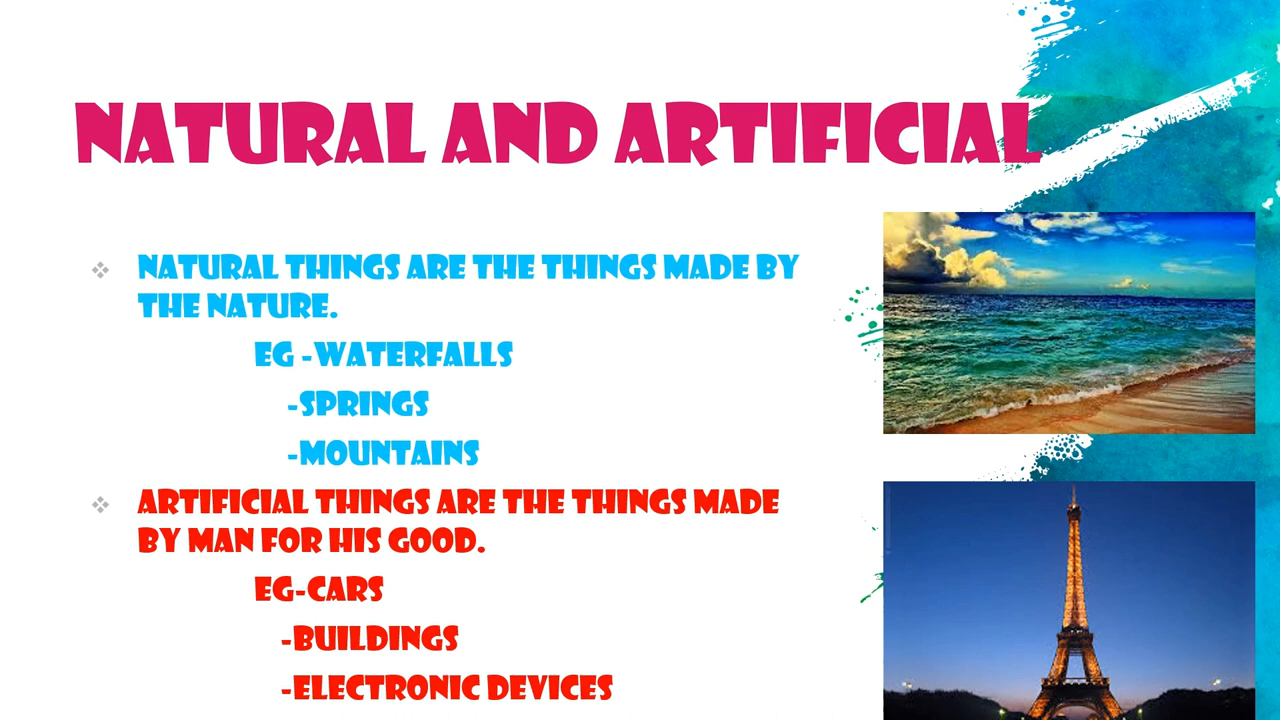 NATURAL AND ARTIFICIAL
❖ NATURAL THINGS ARE THE THINGS MADE BY
THE NATURE.
EG -WATERFALLS
-SPRINGS
-MOUNTAINS
❖ ARTIFICIAL THINGS ARE THE THINGS MADE
BY MAN FOR HIS GOOD.
EG-CARS
-BUILDINGS
-ELECTRONIC DEVICES